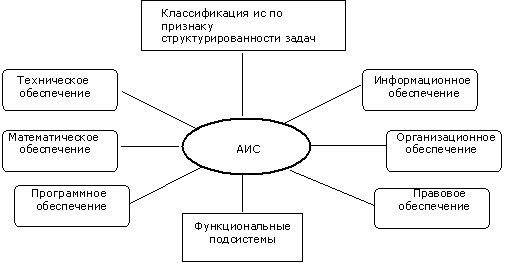 Классификация ис по
признаку
структурированности задач
Техническое
обеспечение
Информационное
обеспечение
Математическое
обеспечение
АИС
Организационное
обеспечение
Программное
обеспечение
Правовое
обеспечение
Функциональные
подсистемы